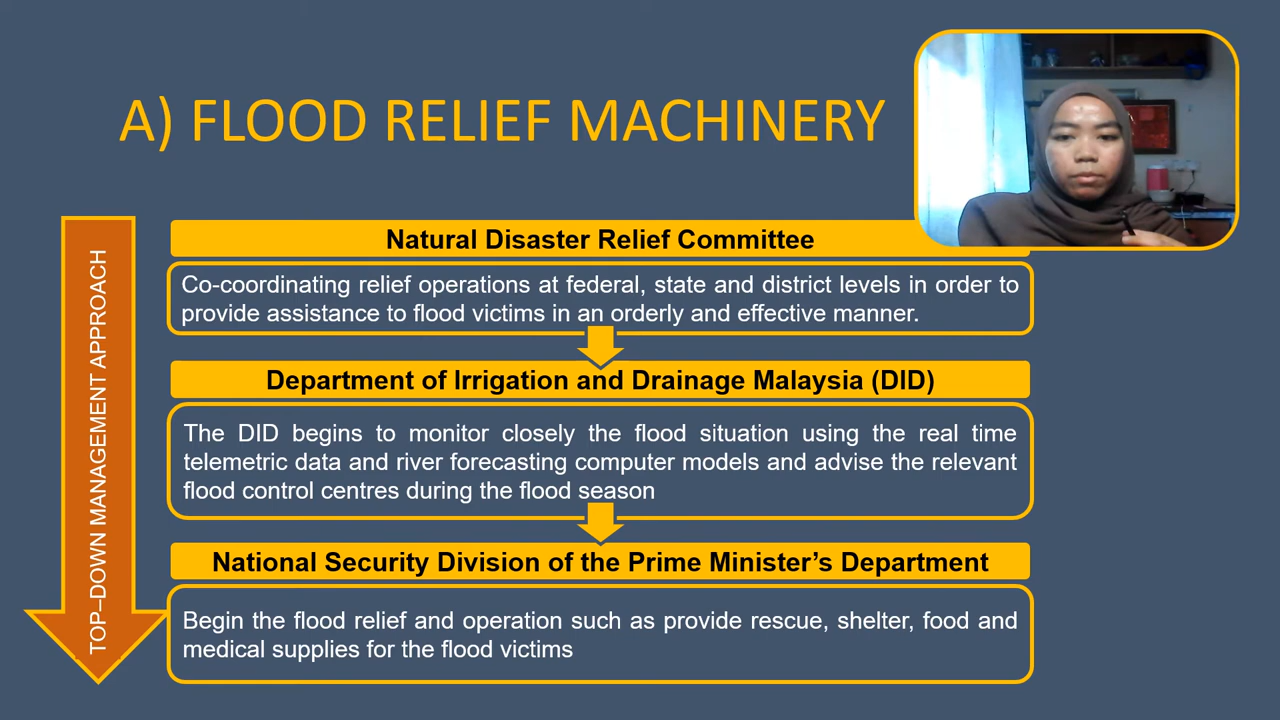 A) FLOOD RELIEF MACHINERY
TOP–DOWN MANAGEMENT APPROACH
Natural Disaster Relief Committee
Co-coordinating relief operations at federal, state and district levels in order to
provide assistance to flood victims in an orderly and effective manner.
Department of Irrigation and Drainage Malaysia (DID)
The DID begins to monitor closely the flood situation using the real time
telemetric data and river forecasting computer models and advise the relevant
flood control centres during the flood season
National Security Division of the Prime Minister’s Department
Begin the flood relief and operation such as provide rescue, shelter, food and
medical supplies for the flood victims